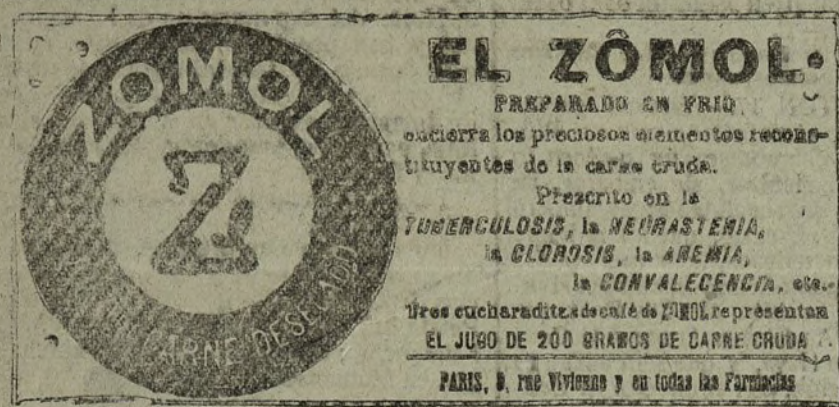 ZOMOL
Z
CARNE DESECADO
EL ZÔMOL
PREPARADO EN FRIO
encierra los preciosos elementos recons-
tituyentes de la carne cruda.
Prescrito en la
TUBERCULOSIS, la NEURASTENIA,
la CLOROSIS, la ANEMIA,
la CONVALECENCIA, etc.
Tres cucharaditas de café de ZÔMOL representan
EL JUGO DE 200 GRAMOS DE CARNE CRUDA
PARIS, 8, rue Vivienne y en todas las Farmacias